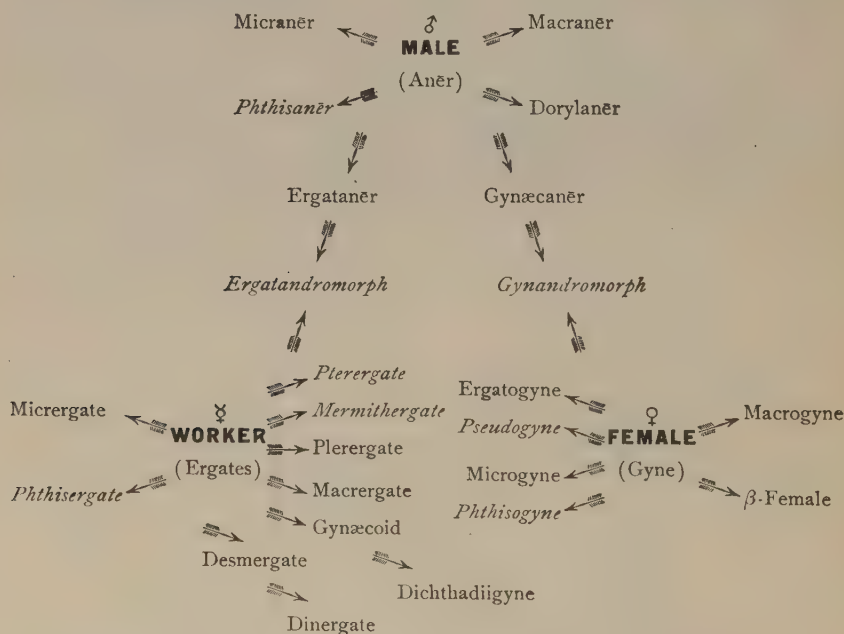 Micranēr
♂
Macranēr
MALE
(Anēr)
Phthisanēr
Dorylanēr
Ergatanēr
Gynæcanēr
Ergatandromorph
Gynandromorph
Pterergate
Ergatogyne
Micrergate
☿
Mermithergate
♀
Macrogyne
WORKER
Pseudogyne
FEMALE
Plerergate
(Ergates)
Microgyne
(Gyne)
Phthisergate
Macrergate
Phthisogyne
β-Female
Gynæcoid
Desmergate
Dichthadiigyne
Dinergate